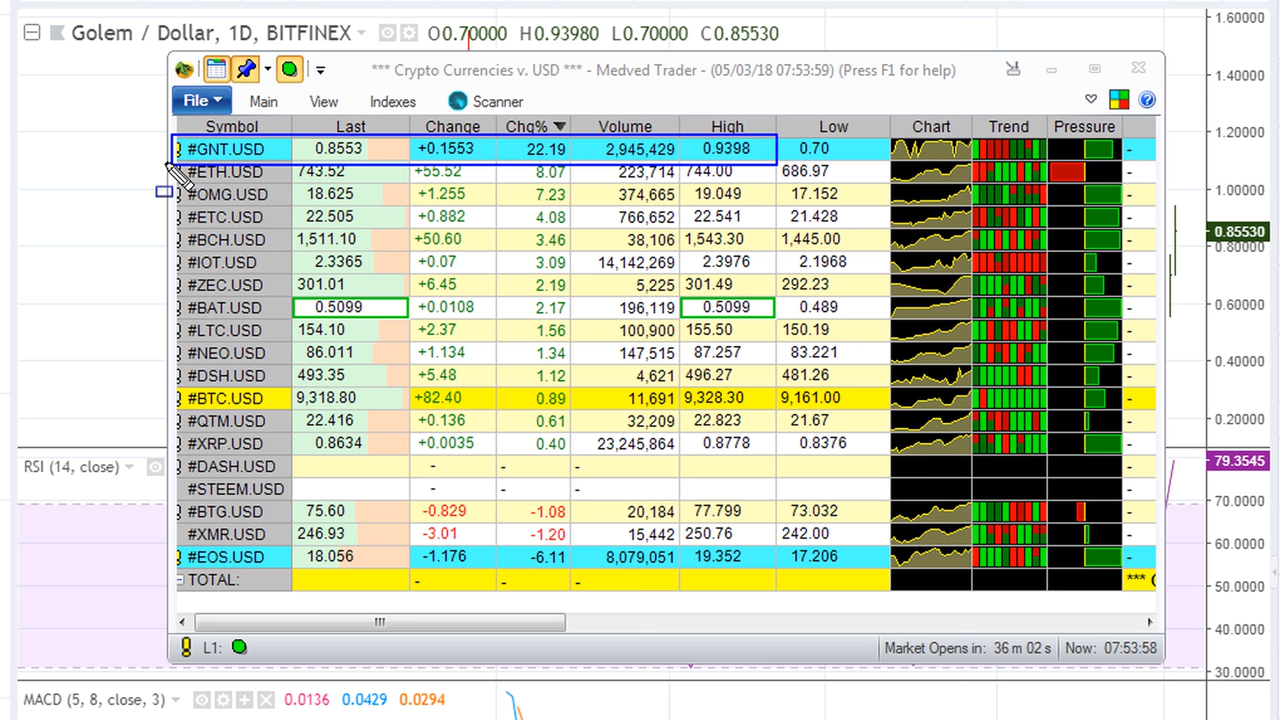 Golem / Dollar, 1D, BITFINEX O0.70000 H0.93980 L0.70000 C0.85530
1.60000
*** Crypto Currencies v. USD *** - Medved Trader - (05/03/18 07:53:59) (Press F1 for help)
1.40000
File Main View Indexes Scanner
Symbol Last Change Chg% Volume High Low Chart Trend Pressure
1.20000
#GNT.USD 0.8553 +0.1553 22.19 2,945,429 0.9398 0.70 -
#ETH.USD 743.52 +55.52 8.07 223,714 744.00 686.97 -
1.00000
#OMG.USD 18.625 +1.255 7.23 374,665 19.049 17.152 -
#ETC.USD 22.505 +0.882 4.08 766,652 22.541 21.428 -
0.85530
#BCH.USD 1,511.10 +50.60 3.46 38,106 1,543.30 1,445.00 -
0.80000
#IOT.USD 2.3365 +0.07 3.09 14,142,269 2.3976 2.1968 -
#ZEC.USD 301.01 +6.45 2.19 5,225 301.49 292.23 -
0.60000
#BAT.USD 0.5099 +0.0108 2.17 196,119 0.5099 0.489 -
#LTC.USD 154.10 +2.37 1.56 100,900 155.50 150.19 -
#NEO.USD 86.011 +1.134 1.34 147,515 87.257 83.221 -
0.40000
#DSH.USD 493.35 +5.48 1.12 4,621 496.27 481.26 -
#BTC.USD 9,318.80 +82.40 0.89 11,691 9,328.30 9,161.00 -
0.20000
#QTM.USD 22.416 +0.136 0.61 32,209 22.823 21.67 -
#XRP.USD 0.8634 +0.0035 0.40 23,245,864 0.8778 0.8376 -
RSI (14, close)
79.3545
#DASH.USD - - - -
#STEEM.USD - - - -
70.0000
#BTG.USD 75.60 -0.829 -1.08 20,184 77.799 73.032 -
#XMR.USD 246.93 -3.01 -1.20 15,442 250.76 242.00 -
60.0000
#EOS.USD 18.056 -1.176 -6.11 8,079,051 19.352 17.206 -
TOTAL: - - - ***
50.0000
40.0000
L1: Market Opens in: 36 m 02 s Now: 07:53:58
30.0000
MACD (5, 8, close, 3) 0.0136 0.0429 0.0294